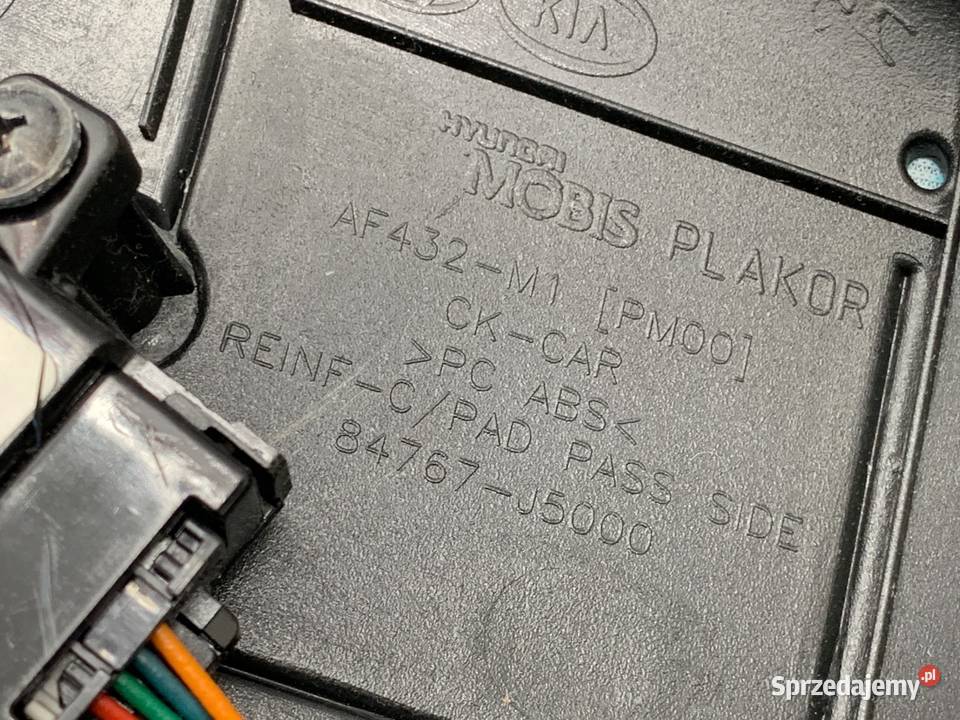 KIA
HYUNDAI
MOBIS PLAKOR
AF432-M1 [PM00]
CK-CAR
>PC ABS<
REINF-C/PAD PASS SIDE
84767-J5000
Sprzedajemy.pl